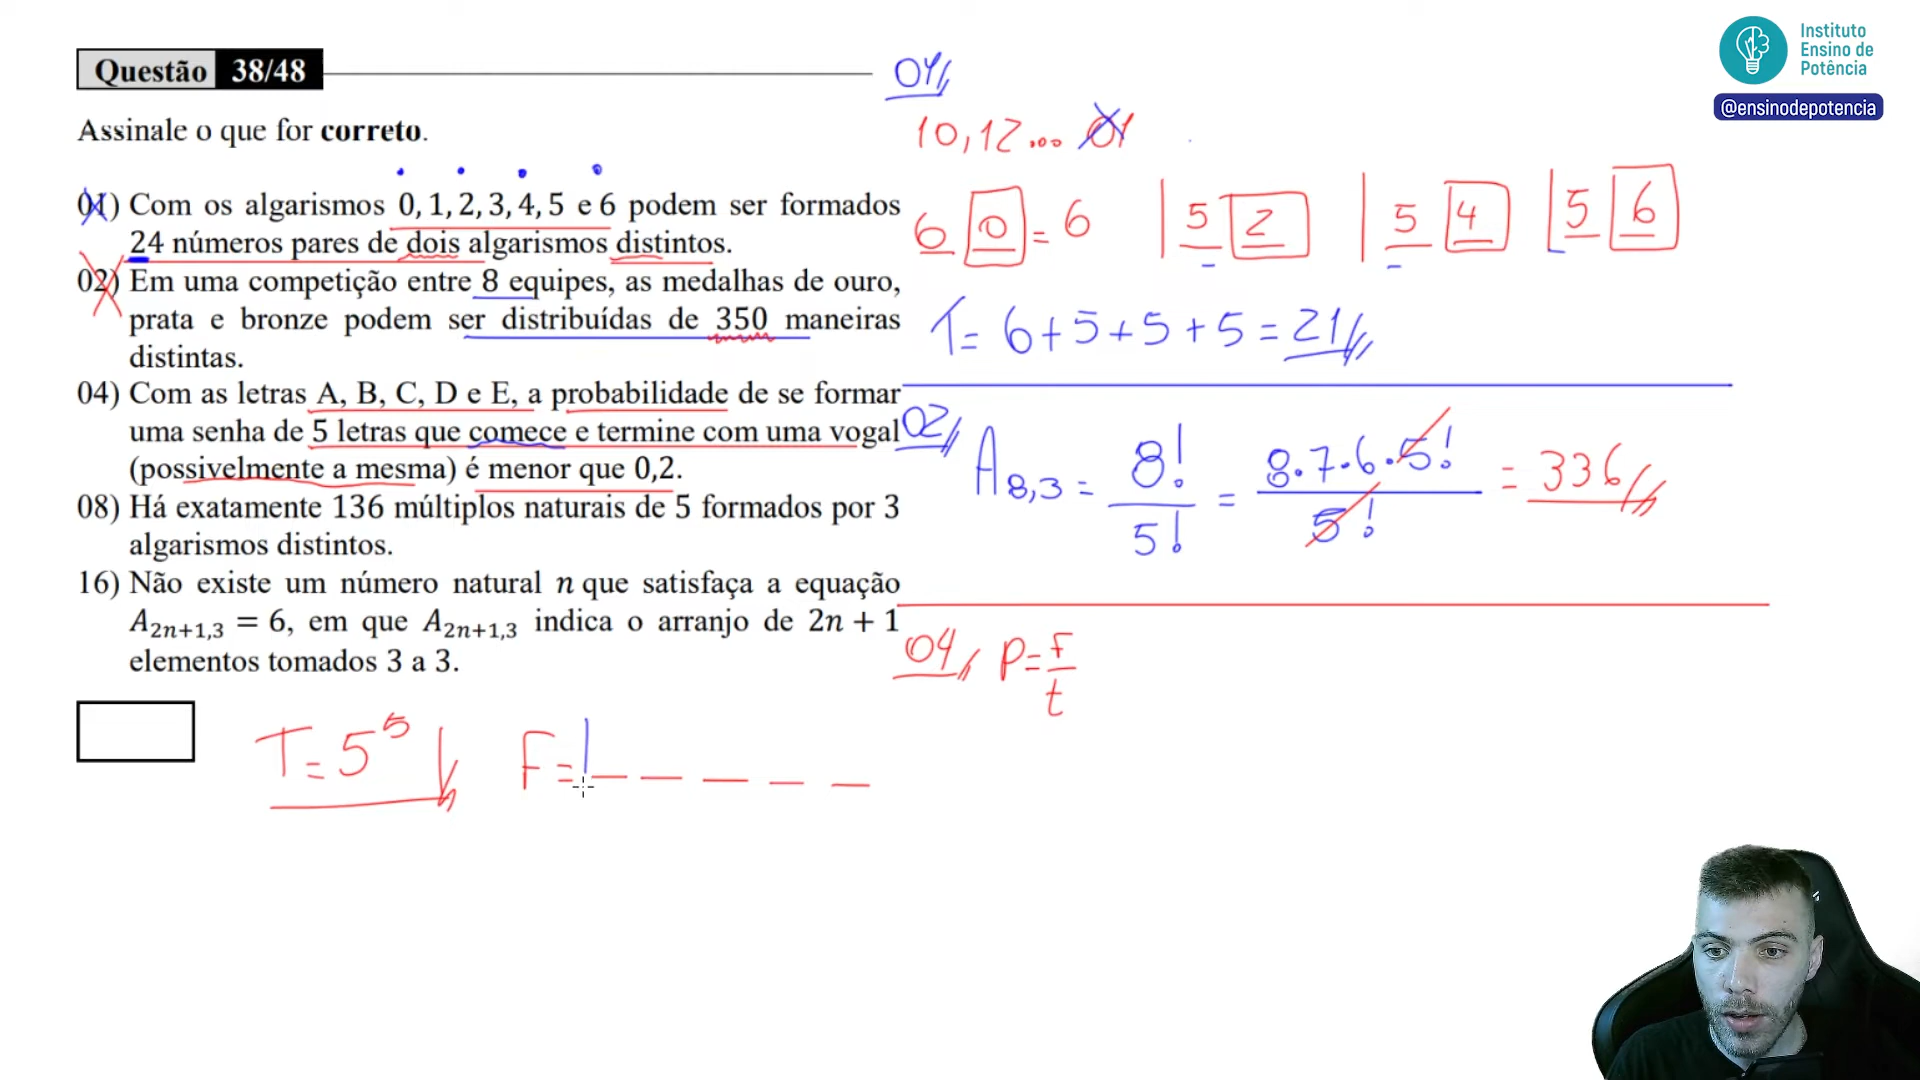 Questão 38/48
Assinale o que for correto.
01) Com os algarismos 0, 1, 2, 3, 4, 5 e 6 podem ser formados
24 números pares de dois algarismos distintos.
02) Em uma competição entre 8 equipes, as medalhas de ouro,
prata e bronze podem ser distribuídas de 350 maneiras
distintas.
04) Com as letras A, B, C, D e E, a probabilidade de se formar
uma senha de 5 letras que comece e termine com uma vogal
(possivelmente a mesma) é menor que 0,2.
08) Há exatamente 136 múltiplos naturais de 5 formados por 3
algarismos distintos.
16) Não existe um número natural n que satisfaça a equação
A2n+1,3 = 6, em que A2n+1,3 indica o arranjo de 2n + 1
elementos tomados 3 a 3.
T = 5^5 F =
01
10, 12 ... 01
6 0 = 6 | 5 2 | 5 4 | 5 6
T = 6 + 5 + 5 + 5 = 21
02
A8,3 = 8!/5! = 8.7.6.5!/5! = 336
04 P = F/t
Instituto
Ensino de
Potência
@ensinodepotencia